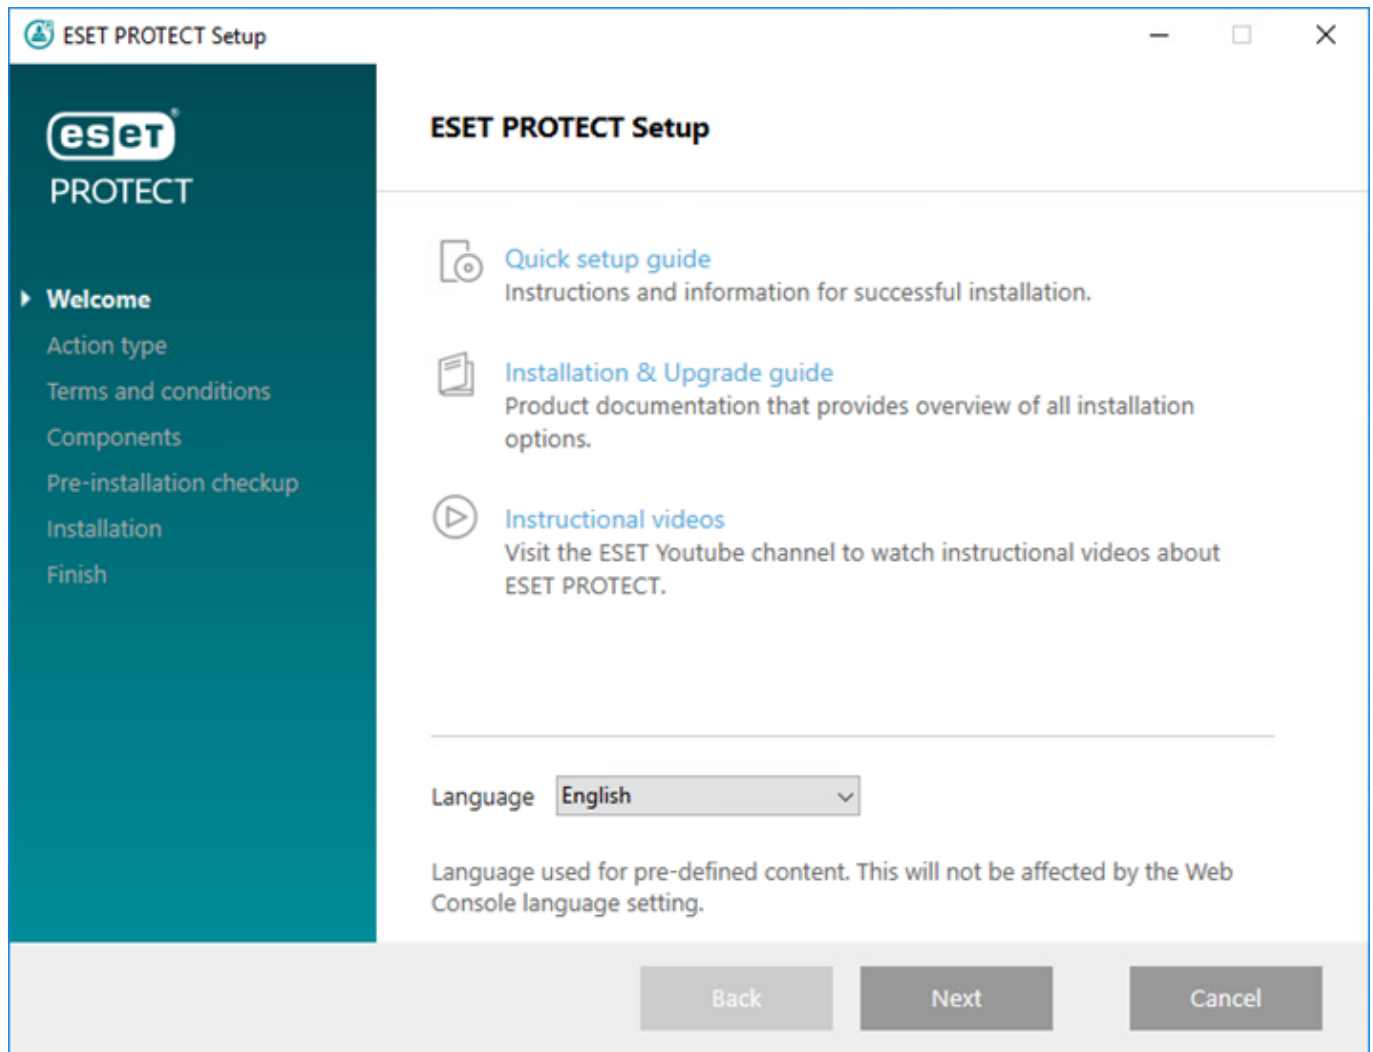 ESET PROTECT Setup
eseT®
PROTECT
Welcome
Action type
Terms and conditions
Components
Pre-installation checkup
Installation
Finish
ESET PROTECT Setup
Quick setup guide
Instructions and information for successful installation.
Installation & Upgrade guide
Product documentation that provides overview of all installation
options.
Instructional videos
Visit the ESET Youtube channel to watch instructional videos about
ESET PROTECT.
Language English
Language used for pre-defined content. This will not be affected by the Web
Console language setting.
Back Next Cancel